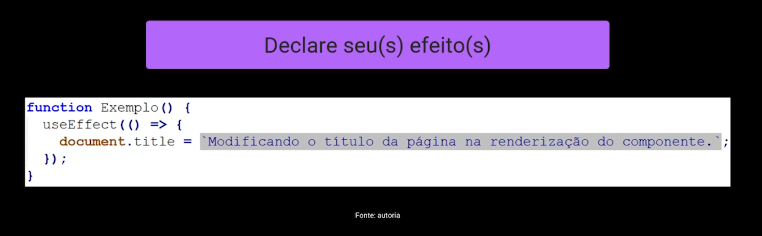 Declare seu(s) efeito(s)
function Exemplo() {
  useEffect(() => {
    document.title = `Modificando o título da página na renderização do componente.`;
  });
}
Fonte: autoria